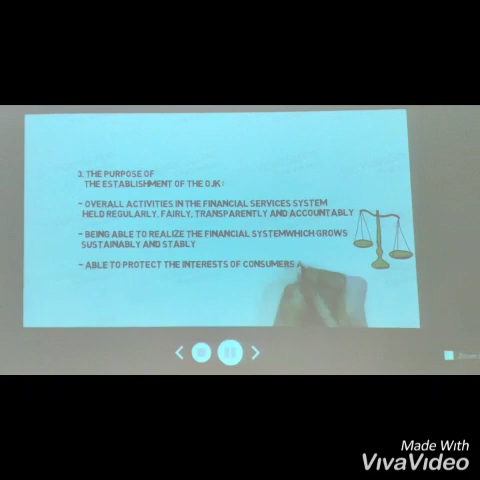 3. THE PURPOSE OF
THE ESTABLISHMENT OF THE OJK:
- OVERALL ACTIVITIES IN THE FINANCIAL SERVICES SYSTEM
HELD REGULARLY, FAIRLY, TRANSPARENTLY AND ACCOUNTABLY
- BEING ABLE TO REALIZE THE FINANCIAL SYSTEMWHICH GROWS
SUSTAINABLY AND STABLY
- ABLE TO PROTECT THE INTERESTS OF CONSUMERS A
Made With
VivaVideo